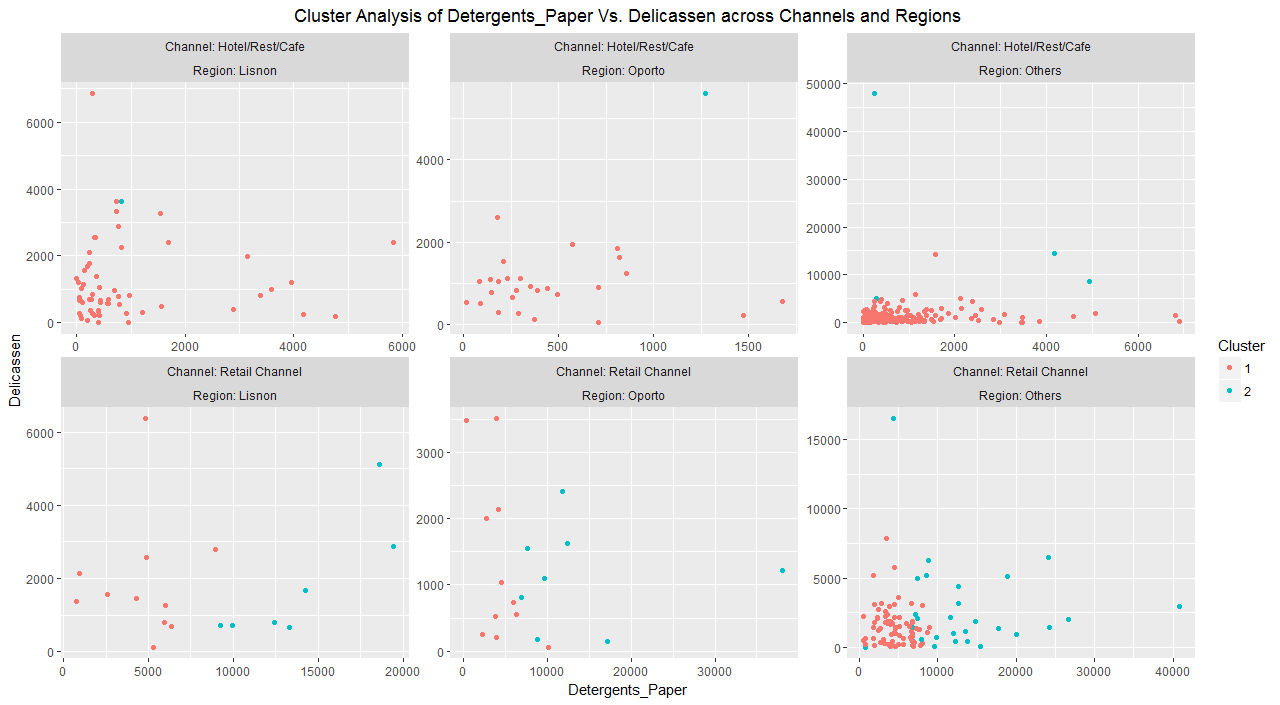 Cluster Analysis of Detergents_Paper Vs. Delicassen across Channels and Regions
Channel: Hotel/Rest/Cafe
Region: Lisnon
6000
4000
2000
0
0 2000 4000 6000
Channel: Hotel/Rest/Cafe
Region: Oporto
4000
2000
0
0 500 1000 1500
Channel: Hotel/Rest/Cafe
Region: Others
50000
40000
30000
20000
10000
0
0 2000 4000 6000
Channel: Retail Channel
Region: Lisnon
6000
4000
2000
0
0 5000 10000 15000 20000
Channel: Retail Channel
Region: Oporto
3000
2000
1000
0
0 10000 20000 30000
Channel: Retail Channel
Region: Others
15000
10000
5000
0
0 10000 20000 30000 40000
Delicassen
Detergents_Paper
Cluster
1
2